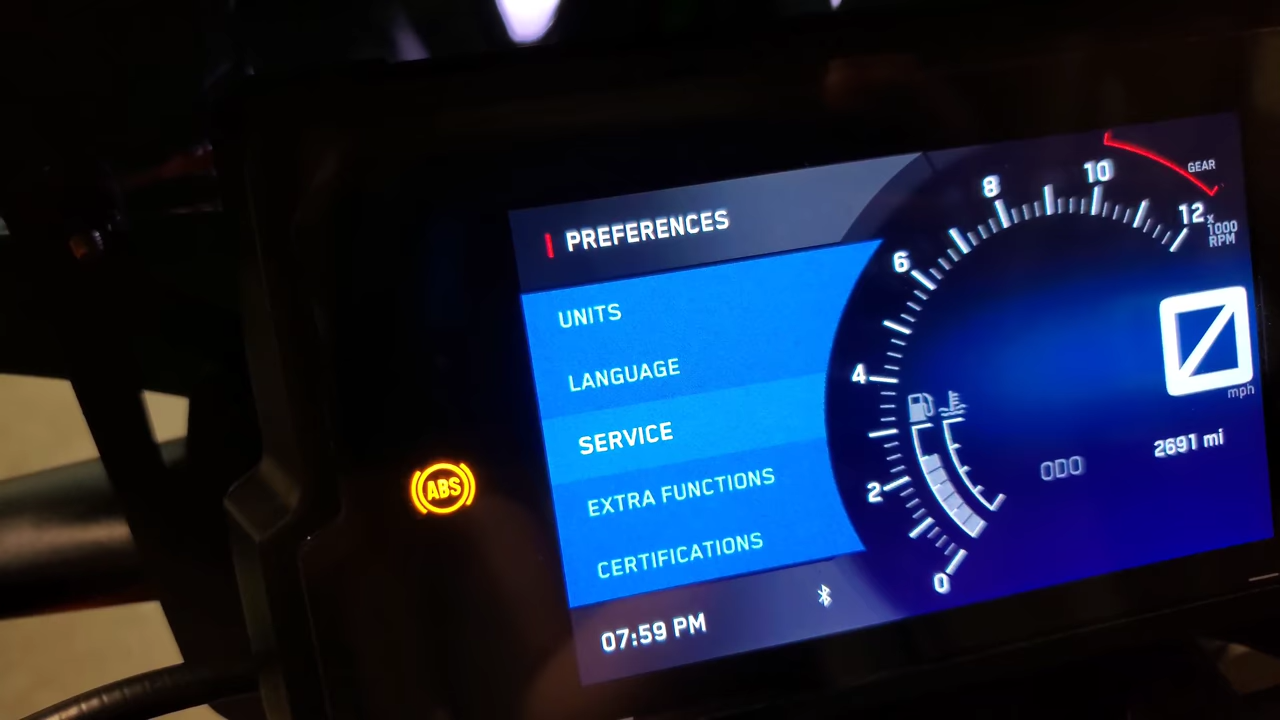 PREFERENCES
UNITS
LANGUAGE
SERVICE
EXTRA FUNCTIONS
CERTIFICATIONS
07:59 PM
ABS
0
2
4
6
8
10
12
x
1000
RPM
GEAR
0
mph
ODO
2691 mi